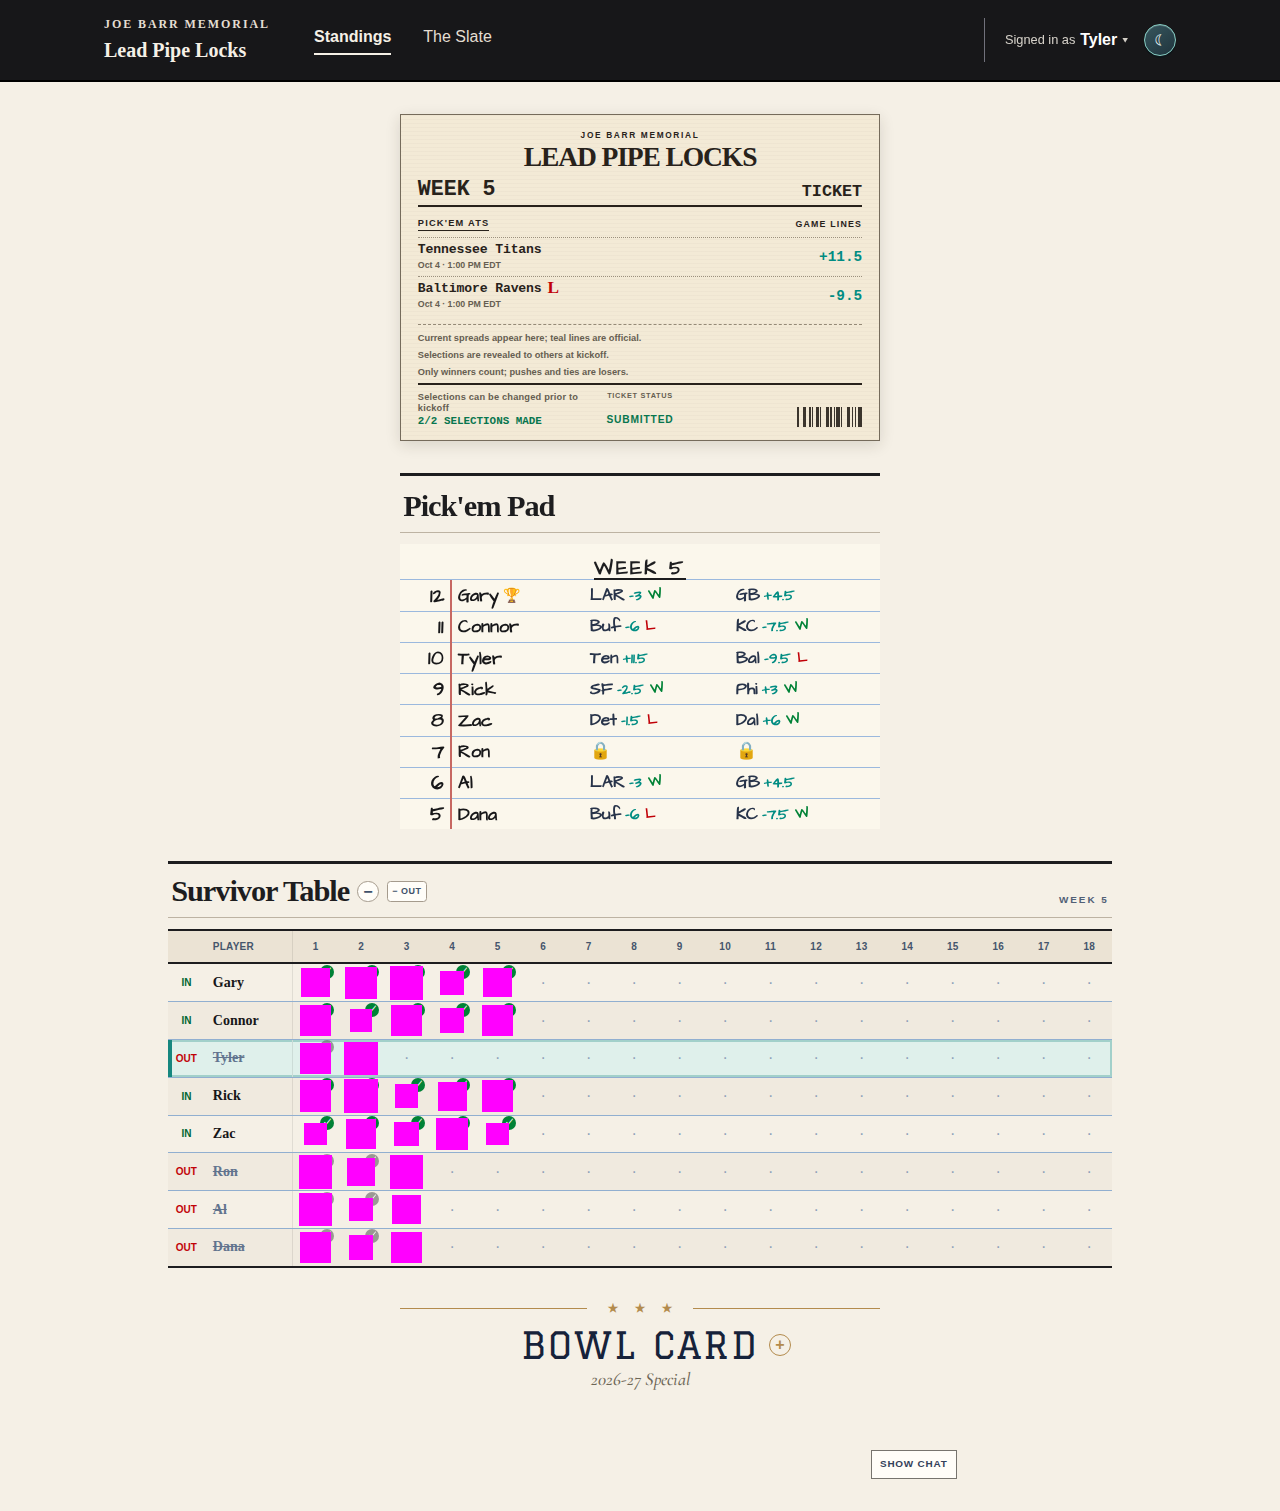 JOE BARR MEMORIAL
Lead Pipe Locks
Standings The Slate
Signed in as Tyler ▾
JOE BARR MEMORIAL
LEAD PIPE LOCKS
WEEK 5 TICKET
PICK'EM ATS GAME LINES
Tennessee Titans +11.5
Oct 4 · 1:00 PM EDT
Baltimore Ravens L -9.5
Oct 4 · 1:00 PM EDT
Current spreads appear here; teal lines are official.
Selections are revealed to others at kickoff.
Only winners count; pushes and ties are losers.
Selections can be changed prior to kickoff
2/2 SELECTIONS MADE
TICKET STATUS
SUBMITTED
Pick'em Pad
WEEK 5
12 Gary 🏆 LAR -3 W GB +4.5
11 Connor Buf -6 L KC -7.5 W
10 Tyler Ten +11.5 Bal -9.5 L
9 Rick SF -2.5 W Phi +3 W
8 Zac Det -1.5 L Dal +6 W
7 Ron 🔒 🔒
6 Al LAR -3 W GB +4.5
5 Dana Buf -6 L KC -7.5 W
Survivor Table − − OUT WEEK 5
PLAYER 1 2 3 4 5 6 7 8 9 10 11 12 13 14 15 16 17 18
IN Gary · · · · · · · · · · · · ·
IN Connor · · · · · · · · · · · · ·
OUT Tyler · · · · · · · · · · · · · · · ·
IN Rick · · · · · · · · · · · · ·
IN Zac · · · · · · · · · · · · ·
OUT Ron · · · · · · · · · · · · · · ·
OUT Al · · · · · · · · · · · · · · ·
OUT Dana · · · · · · · · · · · · · · ·
★ ★ ★
BOWL CARD +
2026-27 Special
SHOW CHAT